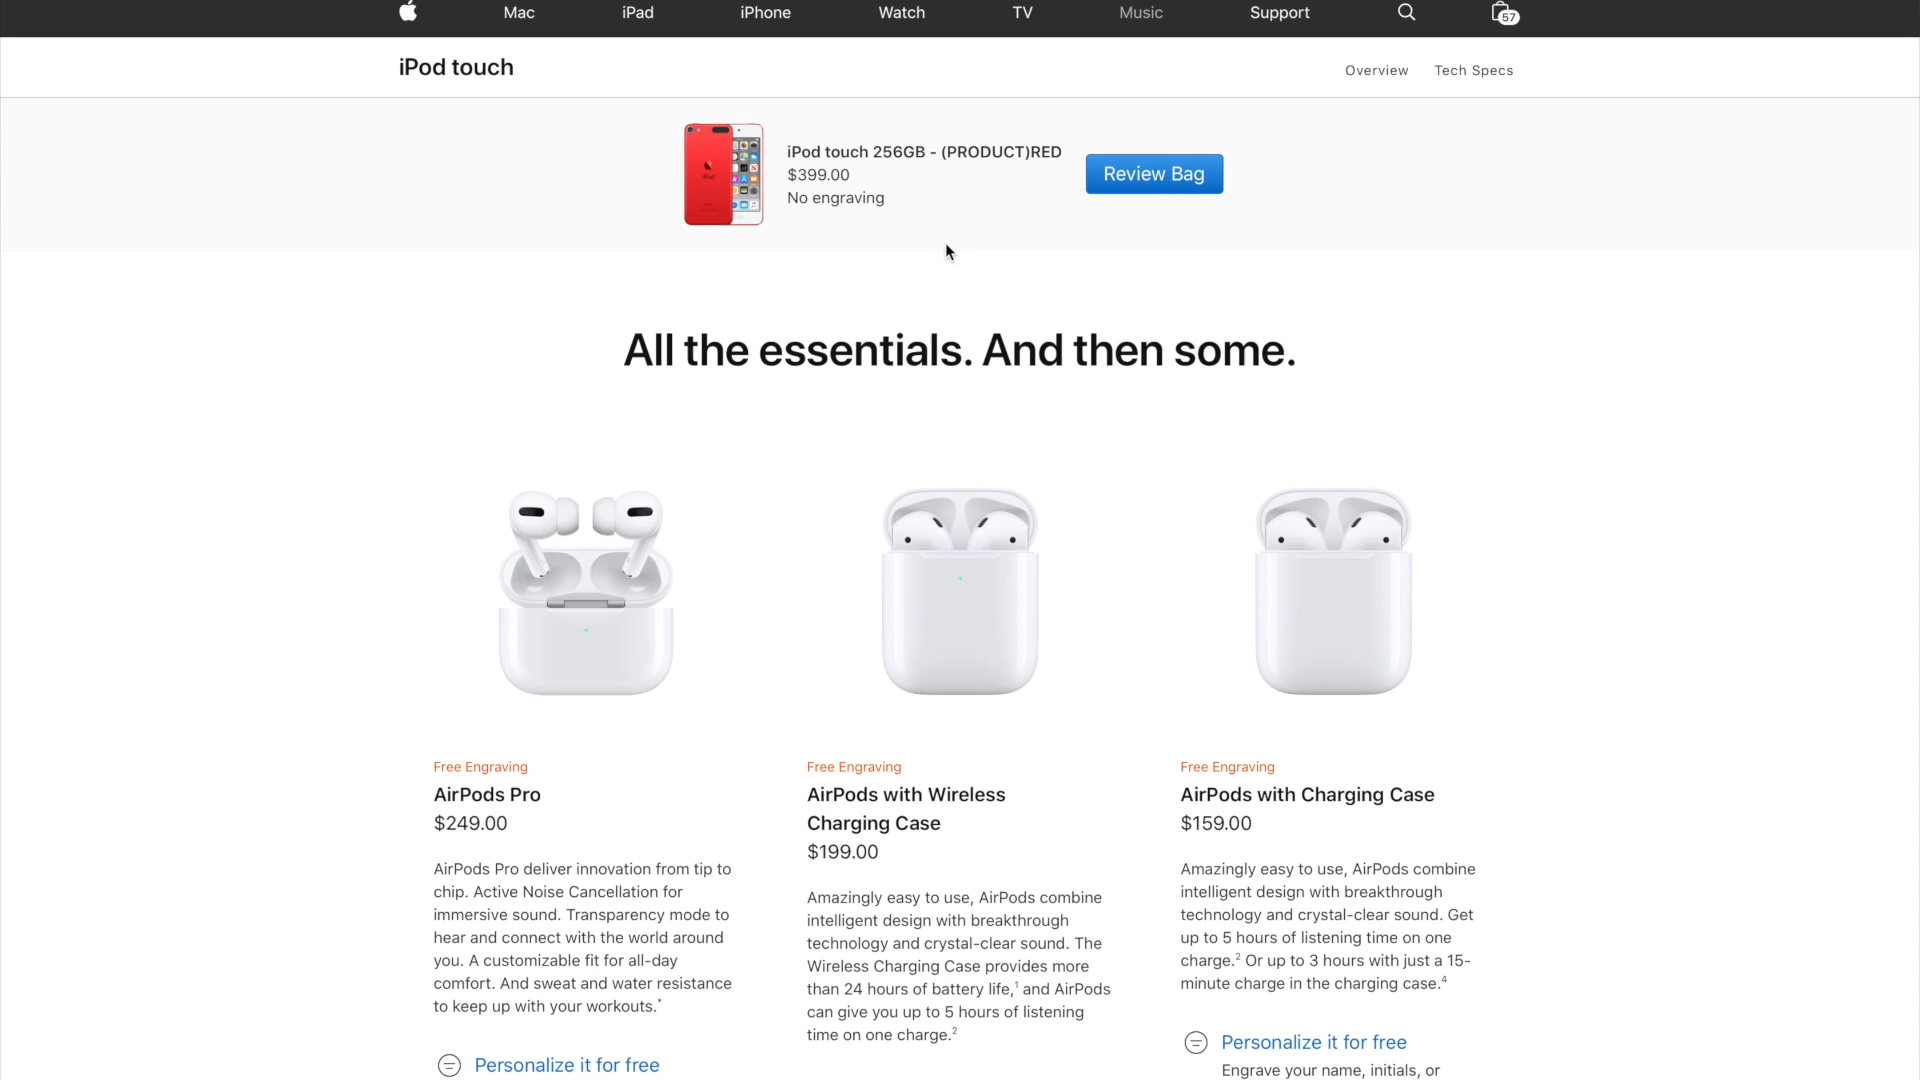 Mac iPad iPhone Watch TV Music Support 57
iPod touch
Overview Tech Specs
iPod touch 256GB - (PRODUCT)RED
$399.00
No engraving
Review Bag
All the essentials. And then some.
Free Engraving
AirPods Pro
$249.00
AirPods Pro deliver innovation from tip to
chip. Active Noise Cancellation for
immersive sound. Transparency mode to
hear and connect with the world around
you. A customizable fit for all-day
comfort. And sweat and water resistance
to keep up with your workouts.*
Personalize it for free
Free Engraving
AirPods with Wireless
Charging Case
$199.00
Amazingly easy to use, AirPods combine
intelligent design with breakthrough
technology and crystal-clear sound. The
Wireless Charging Case provides more
than 24 hours of battery life,¹ and AirPods
can give you up to 5 hours of listening
time on one charge.²
Free Engraving
AirPods with Charging Case
$159.00
Amazingly easy to use, AirPods combine
intelligent design with breakthrough
technology and crystal-clear sound. Get
up to 5 hours of listening time on one
charge.² Or up to 3 hours with just a 15-
minute charge in the charging case.⁴
Personalize it for free
Engrave your name, initials, or